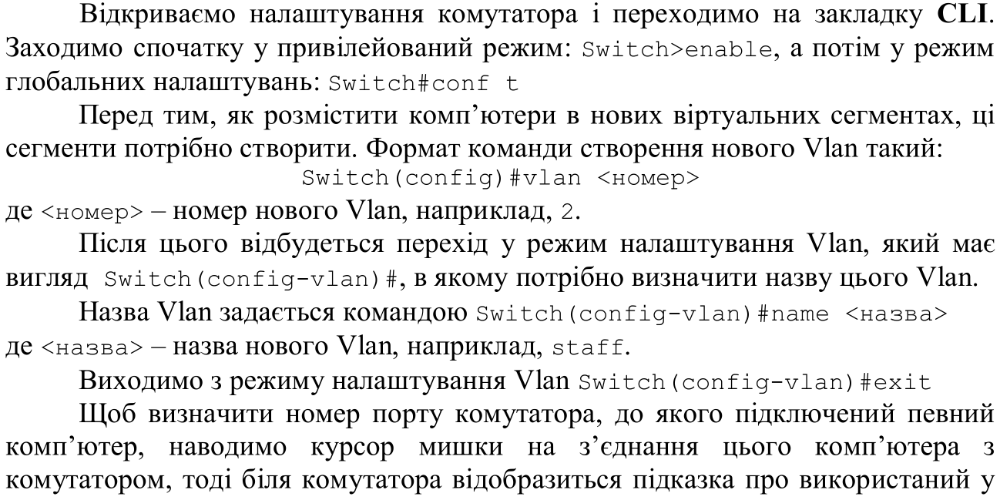 Відкриваємо налаштування комутатора і переходимо на закладку CLI.
Заходимо спочатку у привілейований режим: Switch>enable, а потім у режим
глобальних налаштувань: Switch#conf t
Перед тим, як розмістити комп’ютери в нових віртуальних сегментах, ці
сегменти потрібно створити. Формат команди створення нового Vlan такий:
Switch(config)#vlan <номер>
де <номер> – номер нового Vlan, наприклад, 2.
Після цього відбудеться перехід у режим налаштування Vlan, який має
вигляд Switch(config-vlan)#, в якому потрібно визначити назву цього Vlan.
Назва Vlan задається командою Switch(config-vlan)#name <назва>
де <назва> – назва нового Vlan, наприклад, staff.
Виходимо з режиму налаштування Vlan Switch(config-vlan)#exit
Щоб визначити номер порту комутатора, до якого підключений певний
комп’ютер, наводимо курсор мишки на з’єднання цього комп’ютера з
комутатором, тоді біля комутатора відобразиться підказка про використаний у